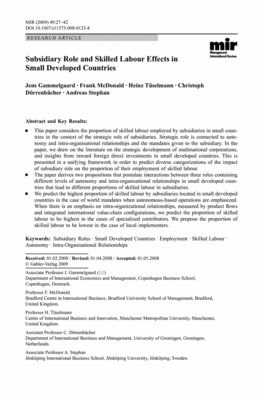 MIR (2009) 49:27–42
DOI 10.1007/s11575-008-0123-8
RESEARCH ARTICLE
mir
Management
International Review
Subsidiary Role and Skilled Labour Effects in
Small Developed Countries
Jens Gammelgaard · Frank McDonald · Heinz Tüselmann · Christoph
Dörrenbächer · Andreas Stephan
Abstract and Key Results:
● This paper considers the proportion of skilled labour employed by subsidiaries in small countries in the context of the strategic role of subsidiaries. Strategic role is connected to autonomy and intra-organisational relationships and the mandates given to the subsidiary. In the paper, we draw on the literature on the strategic development of multinational corporations, and insights from inward foreign direct investments in small developed countries. This is presented in a unifying framework in order to predict diverse categorizations of the impact of subsidiary role on the proportion of their employment of skilled labour.
● The paper derives two propositions that postulate interactions between three roles containing different levels of autonomy and intra-organisational relationships in small developed countries that lead to different proportions of skilled labour in subsidiaries.
● We predict the highest proportion of skilled labour by subsidiaries located in small developed countries in the case of world mandates when autonomous-based operations are emphasized. When there is an emphasis on intra-organizational relationships, measured by product flows and integrated international value-chain configurations, we predict the proportion of skilled labour to be highest in the case of specialized contributors. We propose the proportion of skilled labour to be lowest in the case of local implementers.
Keywords: Subsidiary Roles · Small Developed Countries · Employment · Skilled Labour ·
Autonomy · Intra-Organisational Relationships
Received: 01.02.2008 / Revised: 01.04.2008 / Accepted: 01.05.2008
© Gabler-Verlag 2009
Associate Professor J. Gammelgaard (✉)
Department of International Economics and Management, Copenhagen Business School,
Copenhagen, Denmark.
Professor F. McDonald
Bradford Centre in International Business, Bradford University School of Management, Bradford,
United Kingdom.
Professor H. Tüselmann
Centre of International Business and Innovation, Manchester Metropolitan University, Manchester,
United Kingdom.
Assistant Professor C. Dörrenbächer
Department of International Business and Management, University of Groningen, Groningen,
Netherlands.
Associate Professor A. Stephan
Jönköping International Business School, Jönköping University, Jönköping, Sweden.